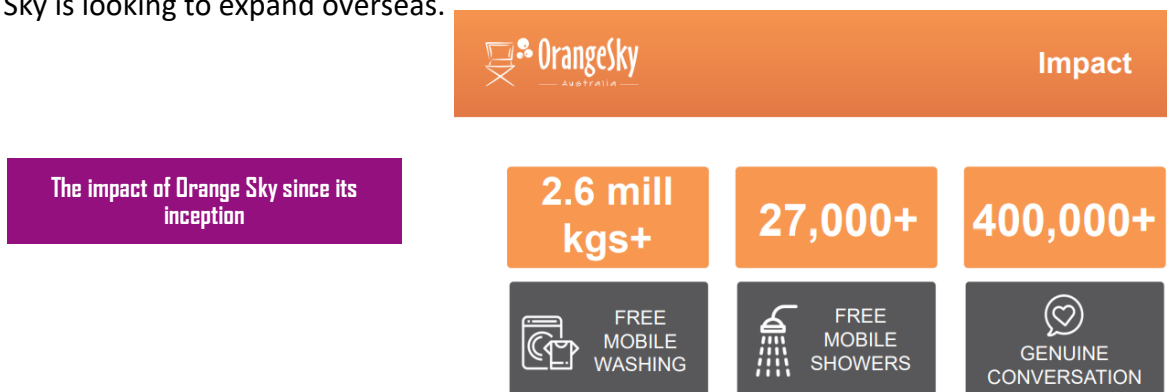 Sky is looking to expand overseas.
OrangeSky
Australia
Impact
The impact of Orange Sky since its
inception
2.6 mill
kgs+
27,000+
400,000+
FREE
MOBILE
WASHING
FREE
MOBILE
SHOWERS
GENUINE
CONVERSATION